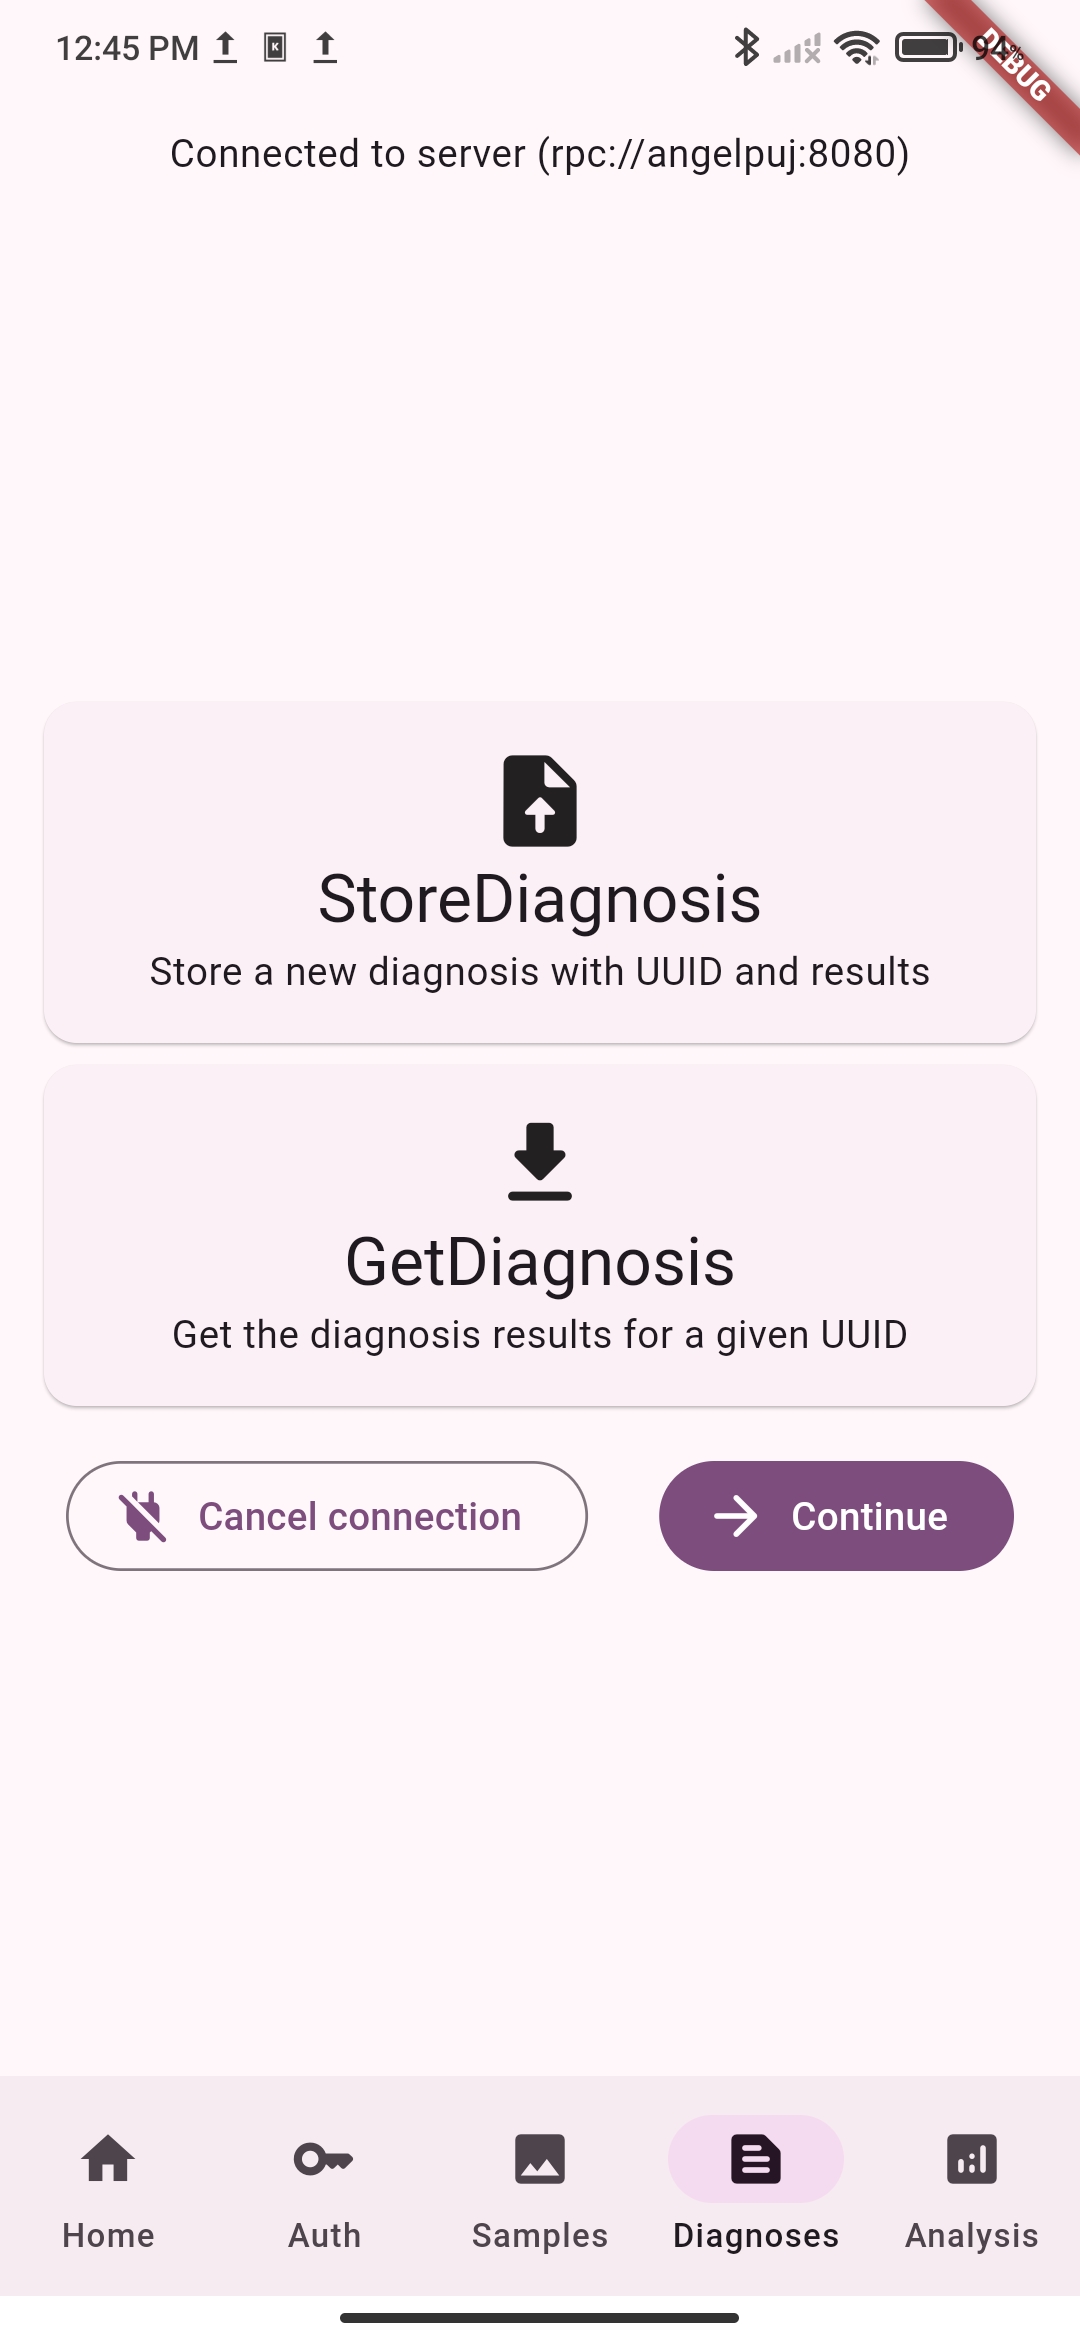 12:45 PM
94%
DEBUG
Connected to server (rpc://angelpuj:8080)
StoreDiagnosis
Store a new diagnosis with UUID and results
GetDiagnosis
Get the diagnosis results for a given UUID
Cancel connection
Continue
Home
Auth
Samples
Diagnoses
Analysis